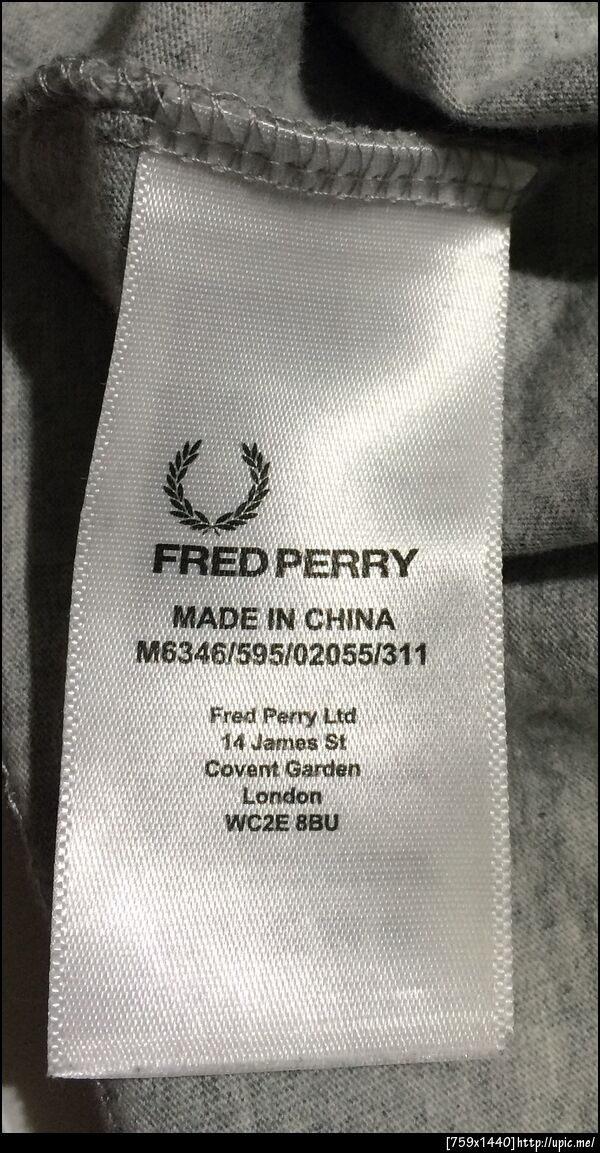 FRED PERRY
MADE IN CHINA
M6346/595/02055/311
Fred Perry Ltd
14 James St
Covent Garden
London
WC2E 8BU
[759x1440]http://upic.me/